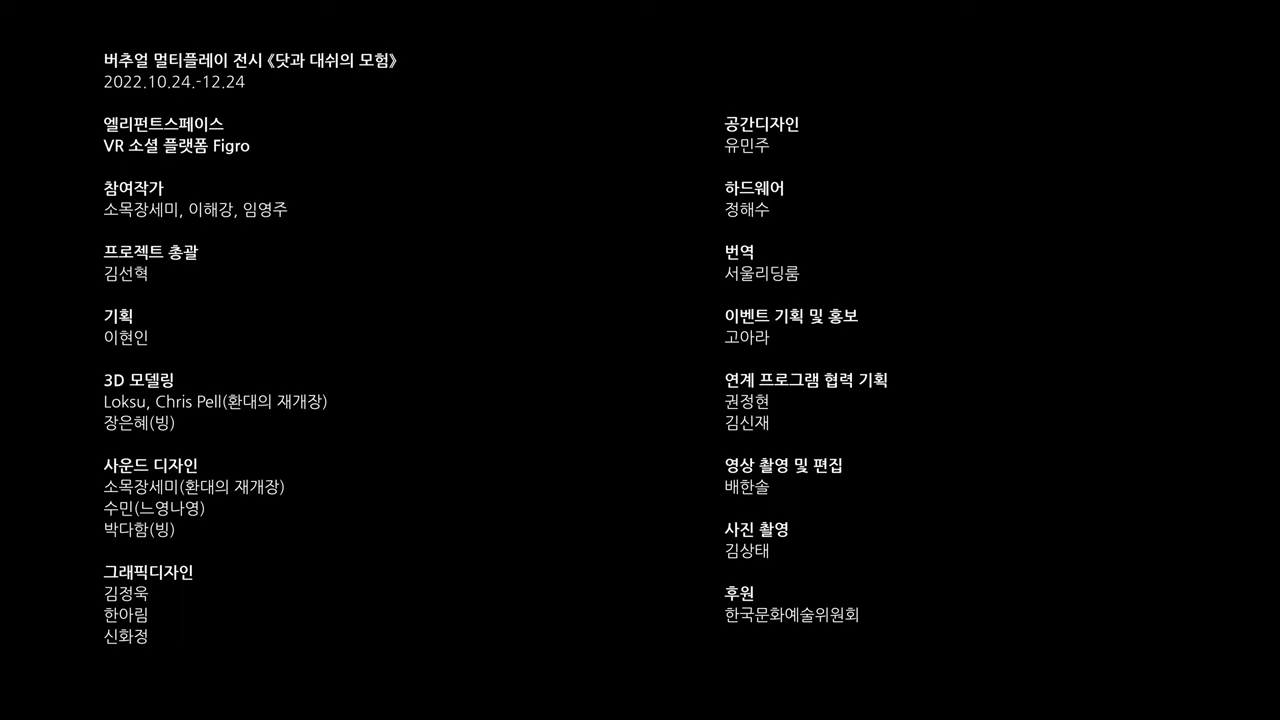 버추얼 멀티플레이 전시 《닷과 대쉬의 모험》
2022.10.24.-12.24
엘리펀트스페이스
VR 소셜 플랫폼 Figro
참여작가
소목장세미, 이해강, 임영주
프로젝트 총괄
김선혁
기획
이현인
3D 모델링
Loksu, Chris Pell(환대의 재개장)
장은혜(빙)
사운드 디자인
소목장세미(환대의 재개장)
수민(느영나영)
박다함(빙)
그래픽디자인
김정욱
한아림
신화정
공간디자인
유민주
하드웨어
정해수
번역
서울리딩룸
이벤트 기획 및 홍보
고아라
연계 프로그램 협력 기획
권정현
김신재
영상 촬영 및 편집
배한솔
사진 촬영
김상태
후원
한국문화예술위원회